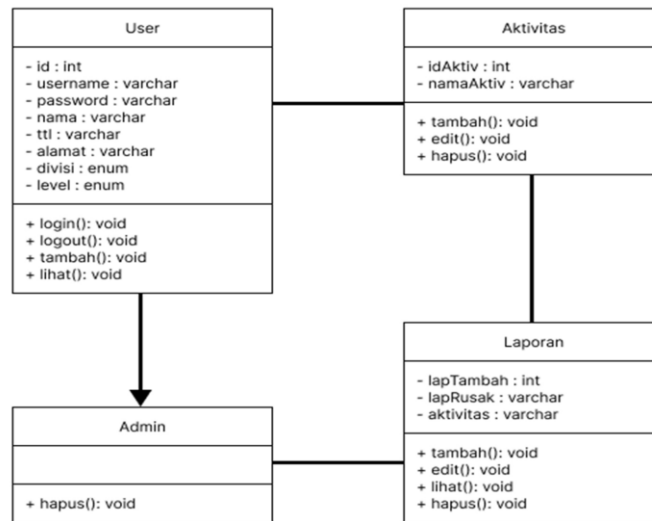 User
- id : int
- username : varchar
- password : varchar
- nama : varchar
- ttl : varchar
- alamat : varchar
- divisi : enum
- level : enum
+ login(): void
+ logout(): void
+ tambah(): void
+ lihat(): void
Aktivitas
- idAktiv : int
- namaAktiv : varchar
+ tambah(): void
+ edit(): void
+ hapus(): void
Admin
+ hapus(): void
Laporan
- lapTambah : int
- lapRusak : varchar
- aktivitas : varchar
+ tambah(): void
+ edit(): void
+ lihat(): void
+ hapus(): void